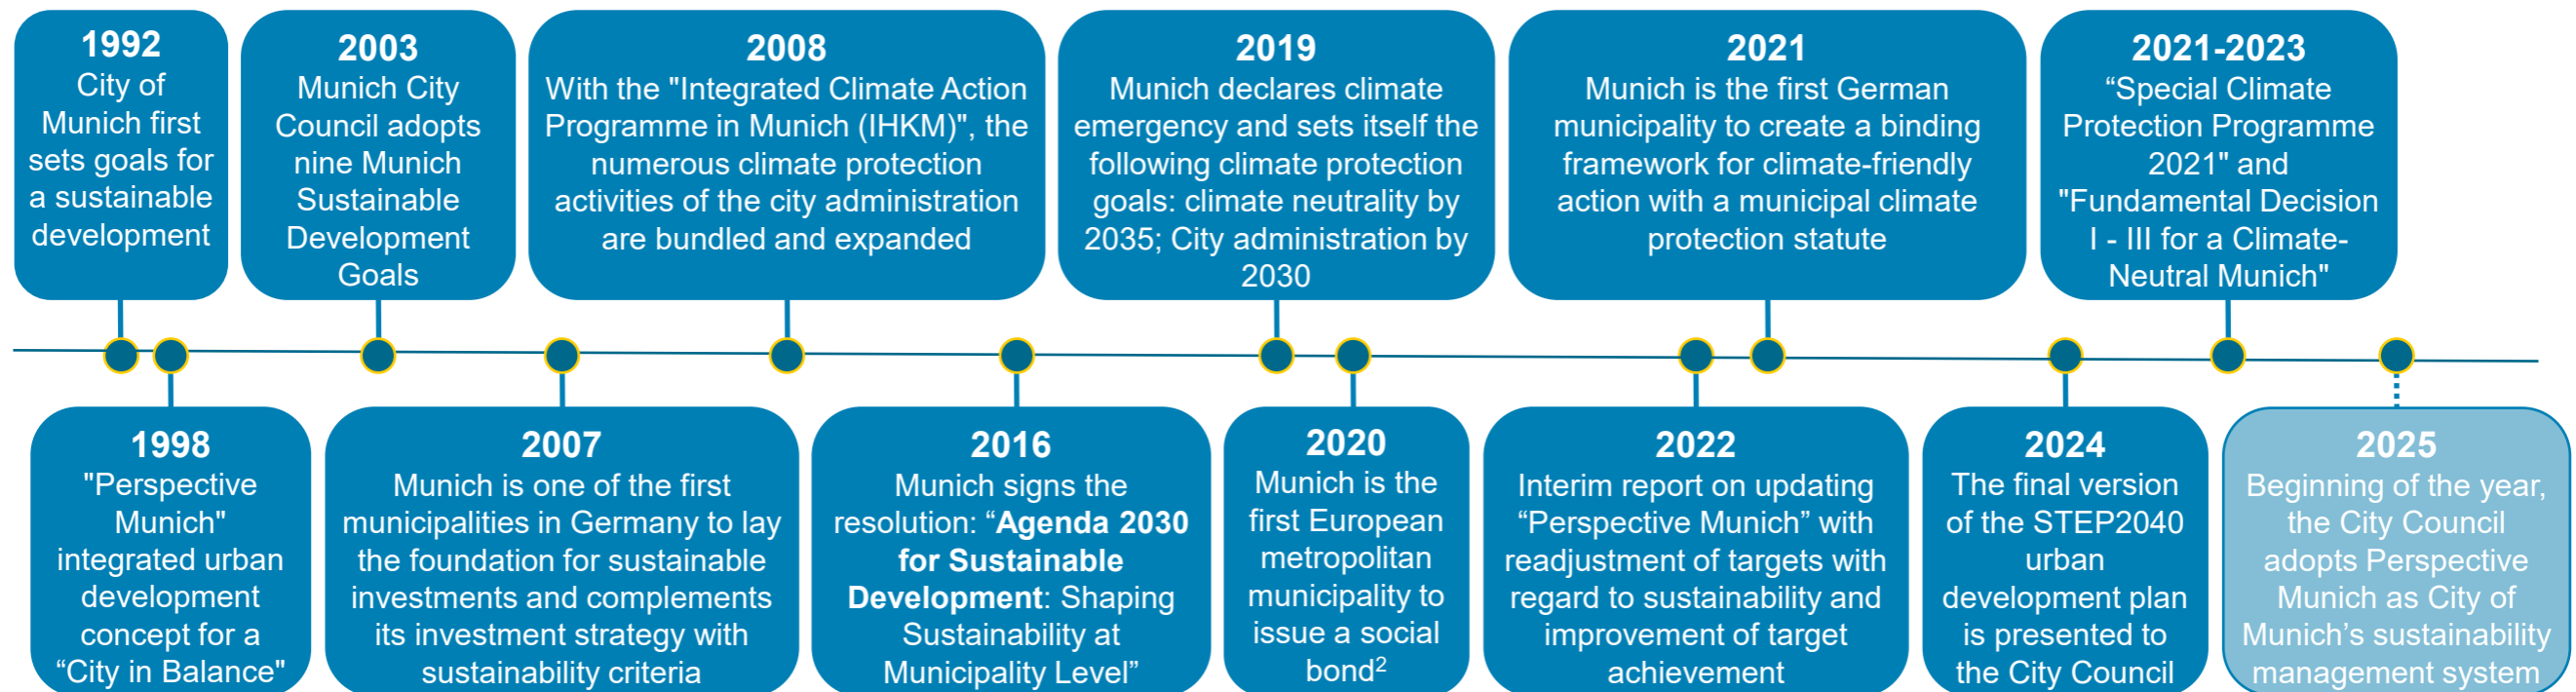 1992
City of
Munich first
sets goals for
a sustainable
development
2003
Munich City
Council adopts
nine Munich
Sustainable
Development
Goals
2008
With the "Integrated Climate Action
Programme in Munich (IHKM)", the
numerous climate protection
activities of the city administration
are bundled and expanded
2019
Munich declares climate
emergency and sets itself the
following climate protection
goals: climate neutrality by
2035; City administration by
2030
2021
Munich is the first German
municipality to create a binding
framework for climate-friendly
action with a municipal climate
protection statute
2021-2023
“Special Climate
Protection Programme
2021" and
"Fundamental Decision
I - III for a Climate-
Neutral Munich"
1998
"Perspective
Munich"
integrated urban
development
concept for a
“City in Balance"
2007
Munich is one of the first
municipalities in Germany to lay
the foundation for sustainable
investments and complements
its investment strategy with
sustainability criteria
2016
Munich signs the
resolution: “Agenda 2030
for Sustainable
Development: Shaping
Sustainability at
Municipality Level”
2020
Munich is the
first European
metropolitan
municipality to
issue a social
bond²
2022
Interim report on updating
“Perspective Munich” with
readjustment of targets with
regard to sustainability and
improvement of target
achievement
2024
The final version
of the STEP2040
urban
development plan
is presented to
the City Council
2025
Beginning of the year,
the City Council
adopts Perspective
Munich as City of
Munich’s sustainability
management system